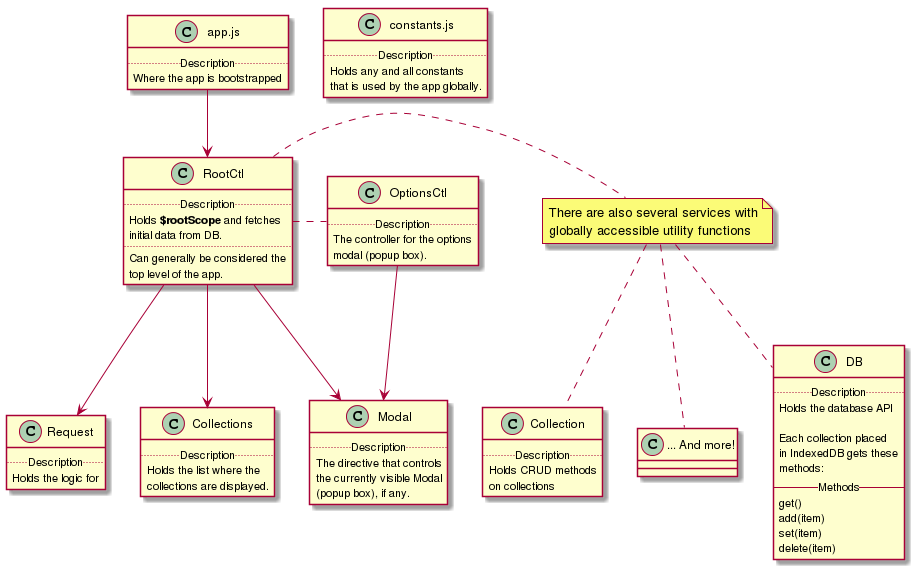 C app.js
Description
Where the app is bootstrapped
C constants.js
Description
Holds any and all constants
that is used by the app globally.
C RootCtl
Description
Holds $rootScope and fetches
initial data from DB.
Can generally be considered the
top level of the app.
C OptionsCtl
Description
The controller for the options
modal (popup box).
There are also several services with
globally accessible utility functions
C Request
Description
Holds the logic for
C Collections
Description
Holds the list where the
collections are displayed.
C Modal
Description
The directive that controls
the currently visible Modal
(popup box), if any.
C Collection
Description
Holds CRUD methods
on collections
C ... And more!
C DB
Description
Holds the database API
Each collection placed
in IndexedDB gets these
methods:
Methods
get()
add(item)
set(item)
delete(item)